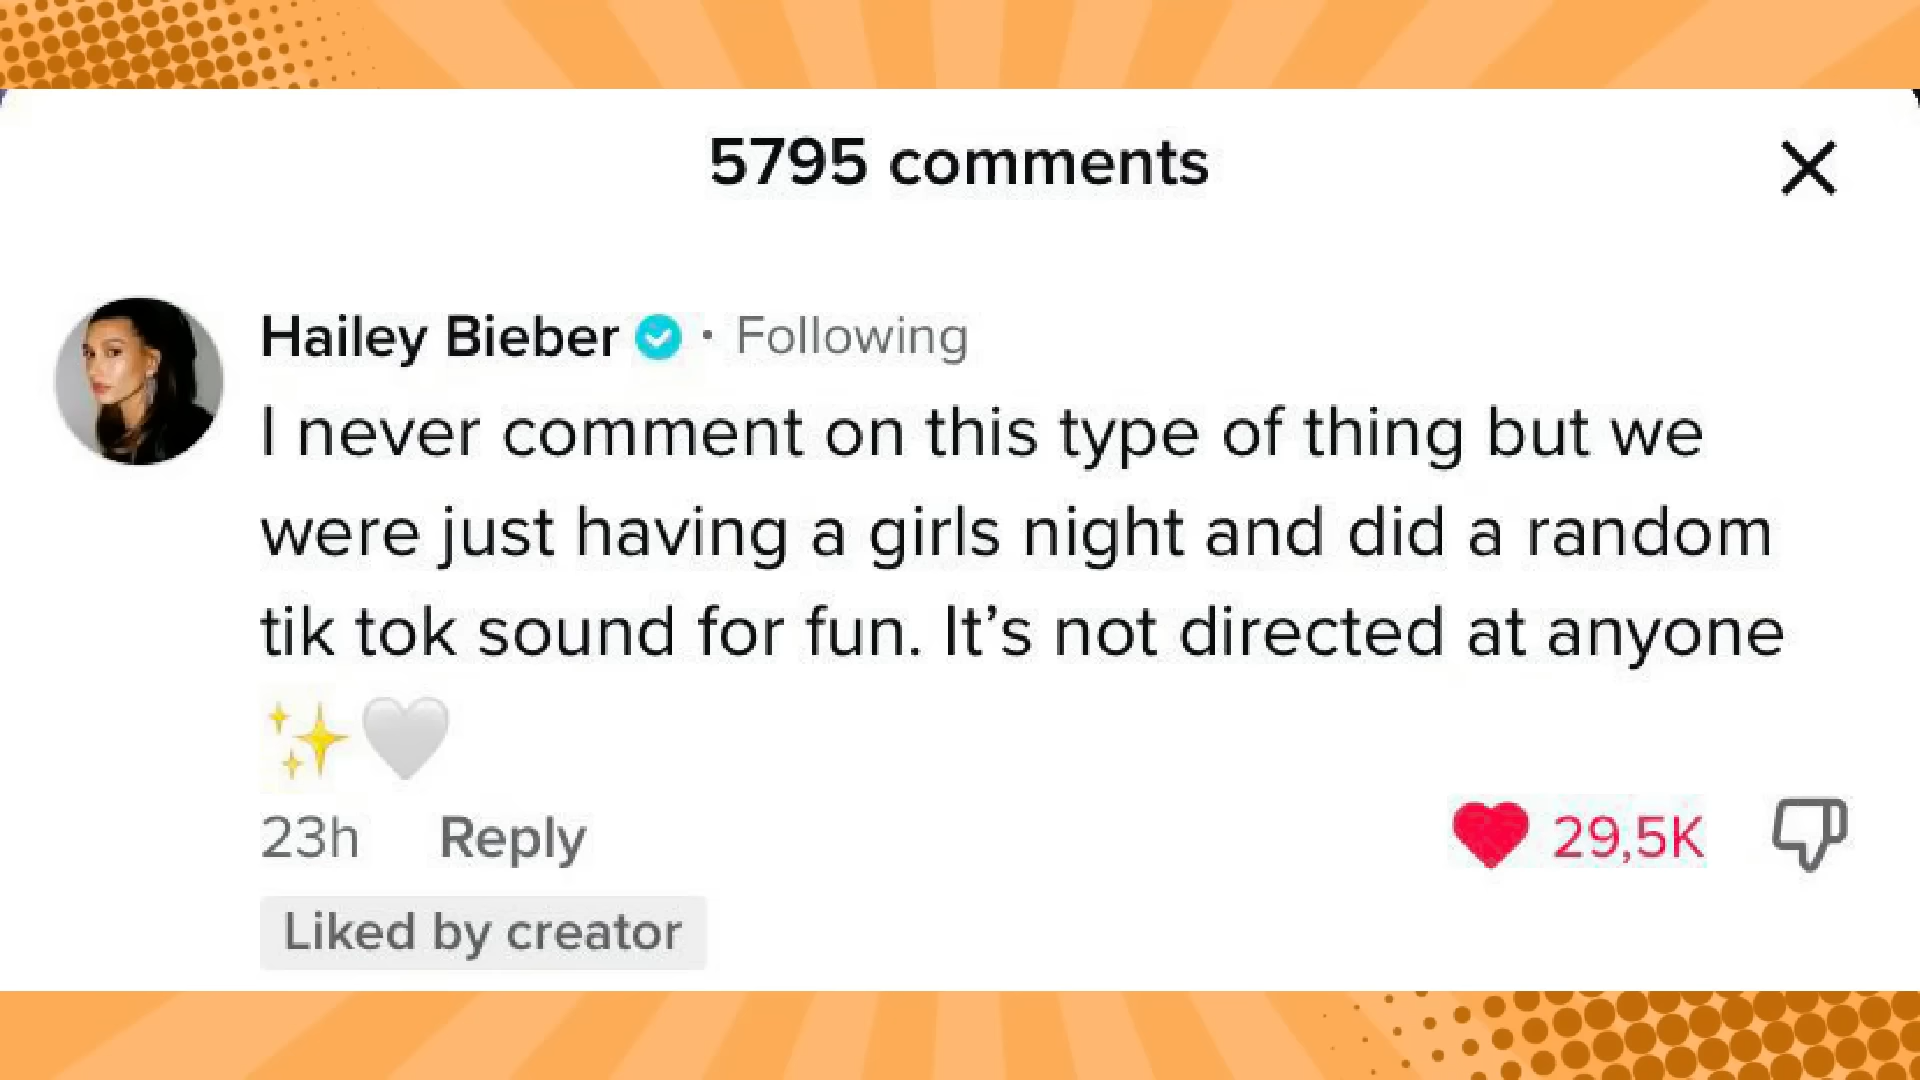 5795 comments
Hailey Bieber · Following
I never comment on this type of thing but we
were just having a girls night and did a random
tik tok sound for fun. It’s not directed at anyone
✨🤍
23h Reply 29,5K
Liked by creator